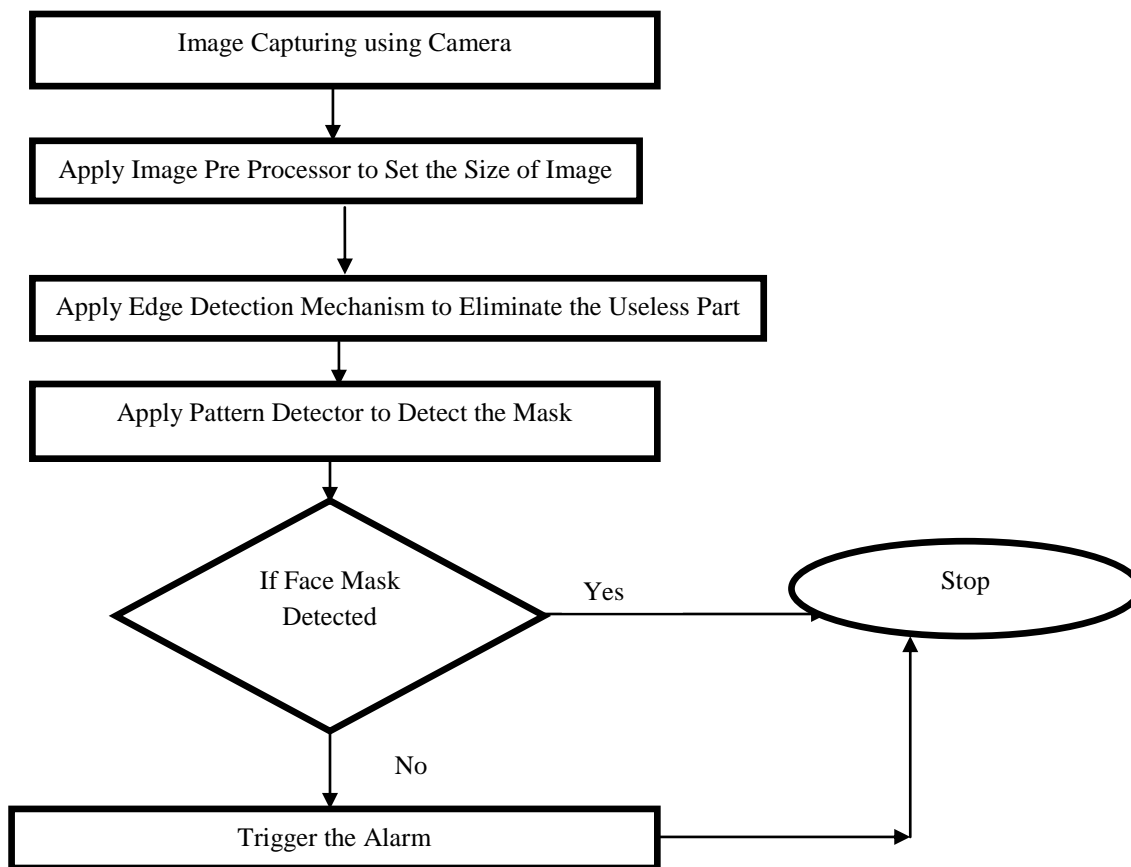 Image Capturing using Camera
Apply Image Pre Processor to Set the Size of Image
Apply Edge Detection Mechanism to Eliminate the Useless Part
Apply Pattern Detector to Detect the Mask
If Face Mask
Detected
Yes
Stop
No
Trigger the Alarm